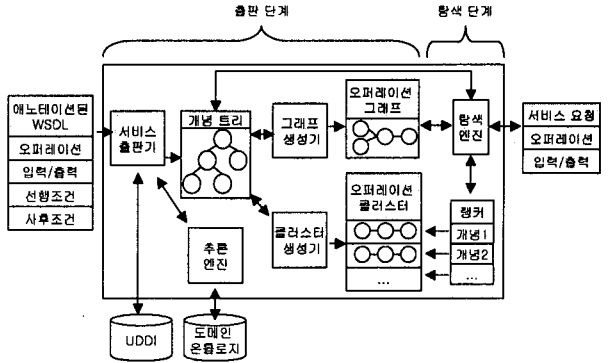 출판 단계
탐색 단계
애노테이션된
WSDL
오퍼레이션
입력/출력
선행조건
사후조건
서비스
출판기
개념 트리
그래프
생성기
오퍼레이션
그래프
탐색
엔진
서비스 요청
오퍼레이션
입력/출력
추론
엔진
클러스터
생성기
오퍼레이션
클러스터
...
랭커
개념1
개념2
...
UDDI
도메인
온톨로지